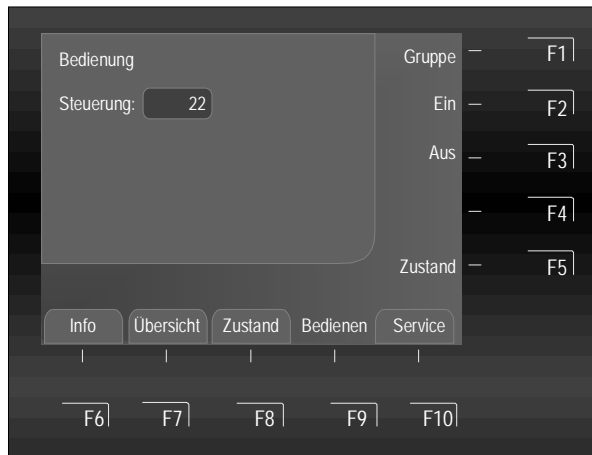 Bedienung
Gruppe
F1
Steuerung: 22
Ein
F2
Aus
F3
F4
Zustand
F5
Info
Übersicht
Zustand
Bedienen
Service
F6
F7
F8
F9
F10